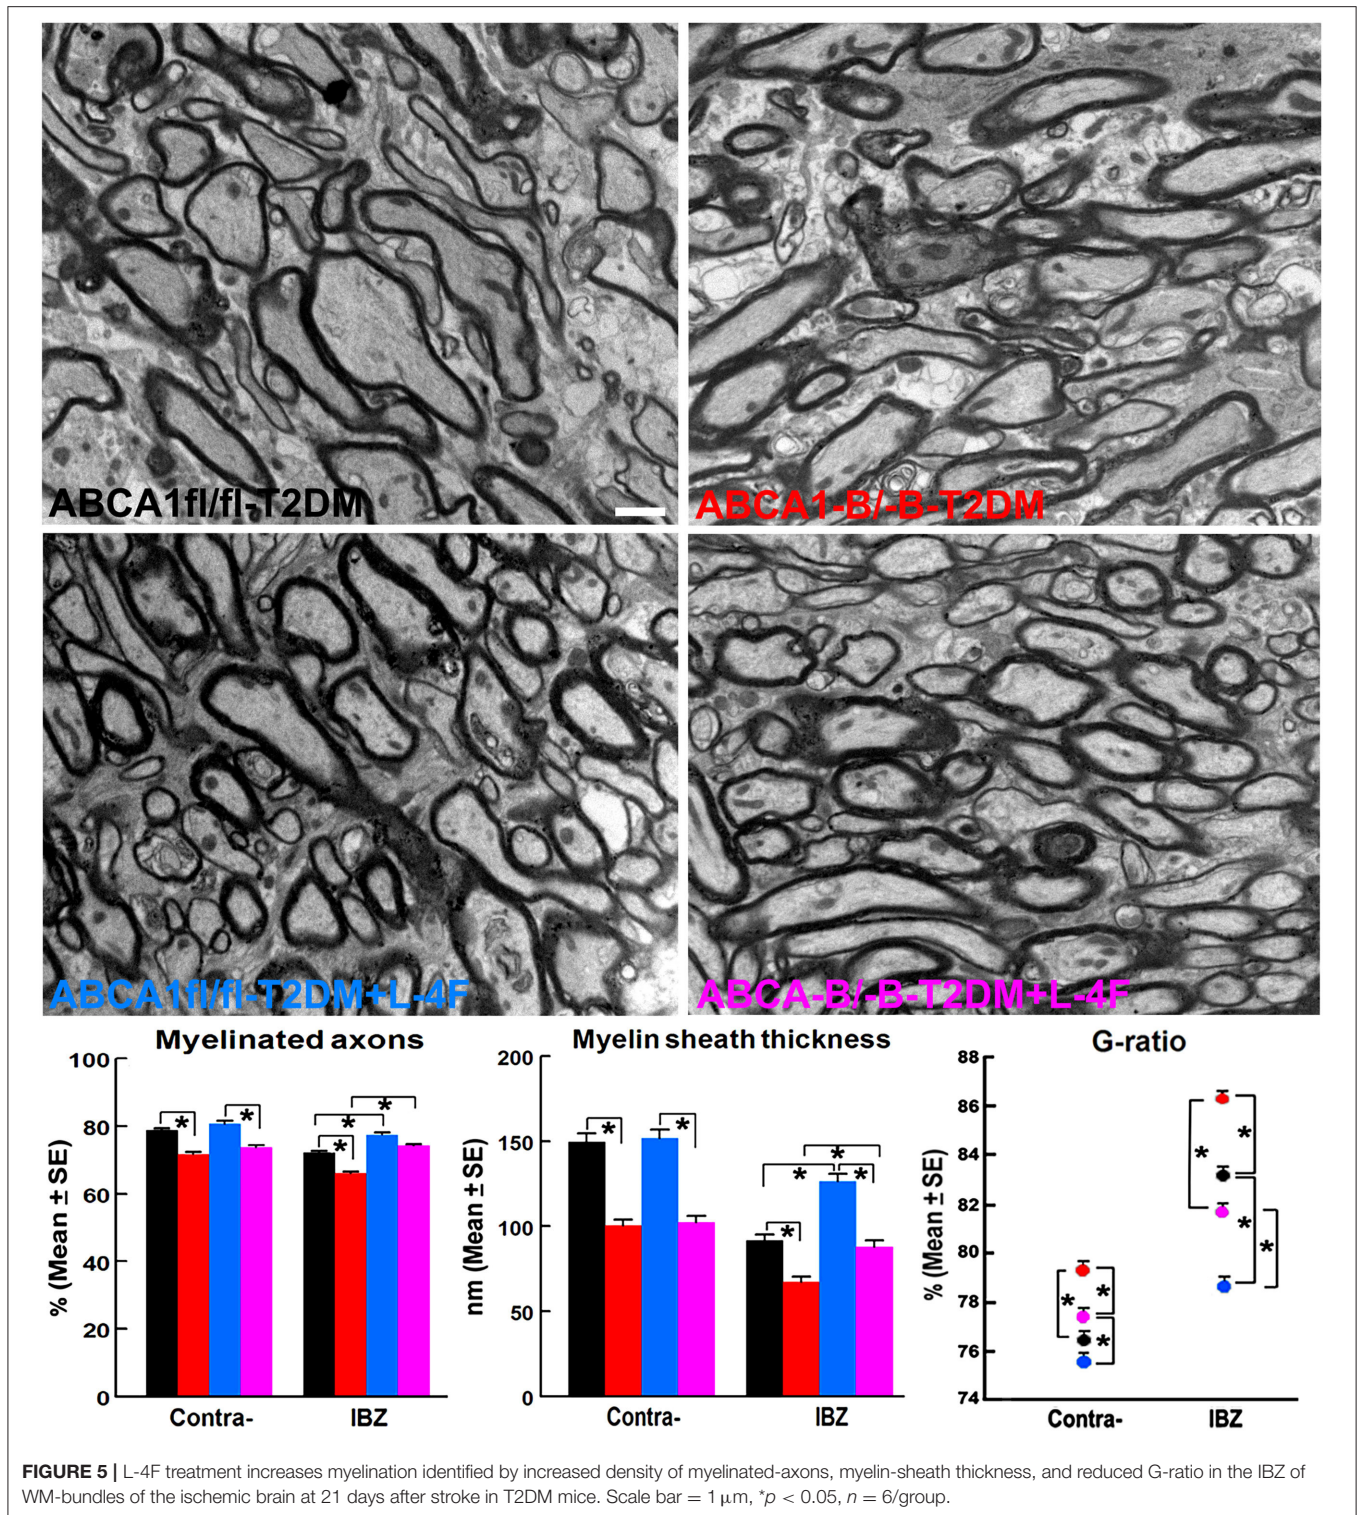 ABCA1fl/fl-T2DM
ABCA1-B/-B-T2DM
ABCA1fl/fl-T2DM+L-4F
ABCA-B/-B-T2DM+L-4F
Myelinated axons
% (Mean ± SE)
100
80
60
40
20
0
* * * * *
Contra- IBZ
Myelin sheath thickness
nm (Mean ± SE)
200
150
100
50
0
* * * * * *
Contra- IBZ
G-ratio
% (Mean ± SE)
88
86
84
82
80
78
76
74
* * * * * * *
Contra- IBZ
FIGURE 5 | L-4F treatment increases myelination identified by increased density of myelinated-axons, myelin-sheath thickness, and reduced G-ratio in the IBZ of
WM-bundles of the ischemic brain at 21 days after stroke in T2DM mice. Scale bar = 1 μm, *p < 0.05, n = 6/group.